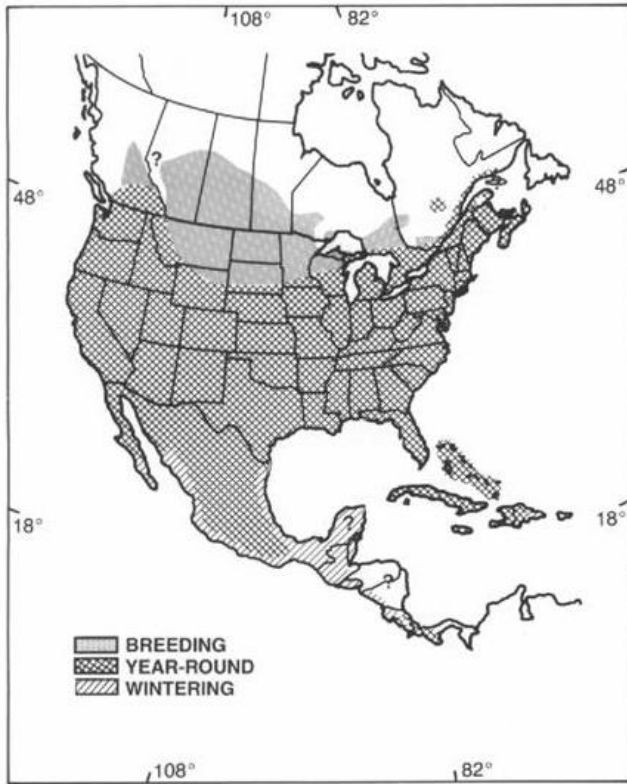 108° 82°
?
48° 48°
18° 18°
?
?
BREEDING
YEAR-ROUND
WINTERING
108° 82°